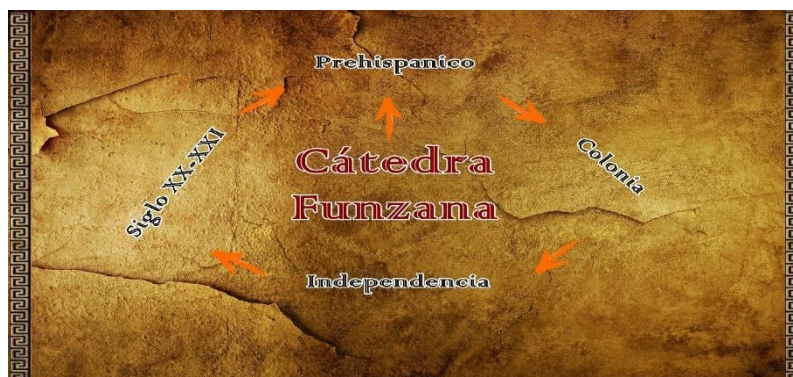 Prehispanico
Colonia
Cátedra
Funzana
Siglo XX-XXI
Independencia